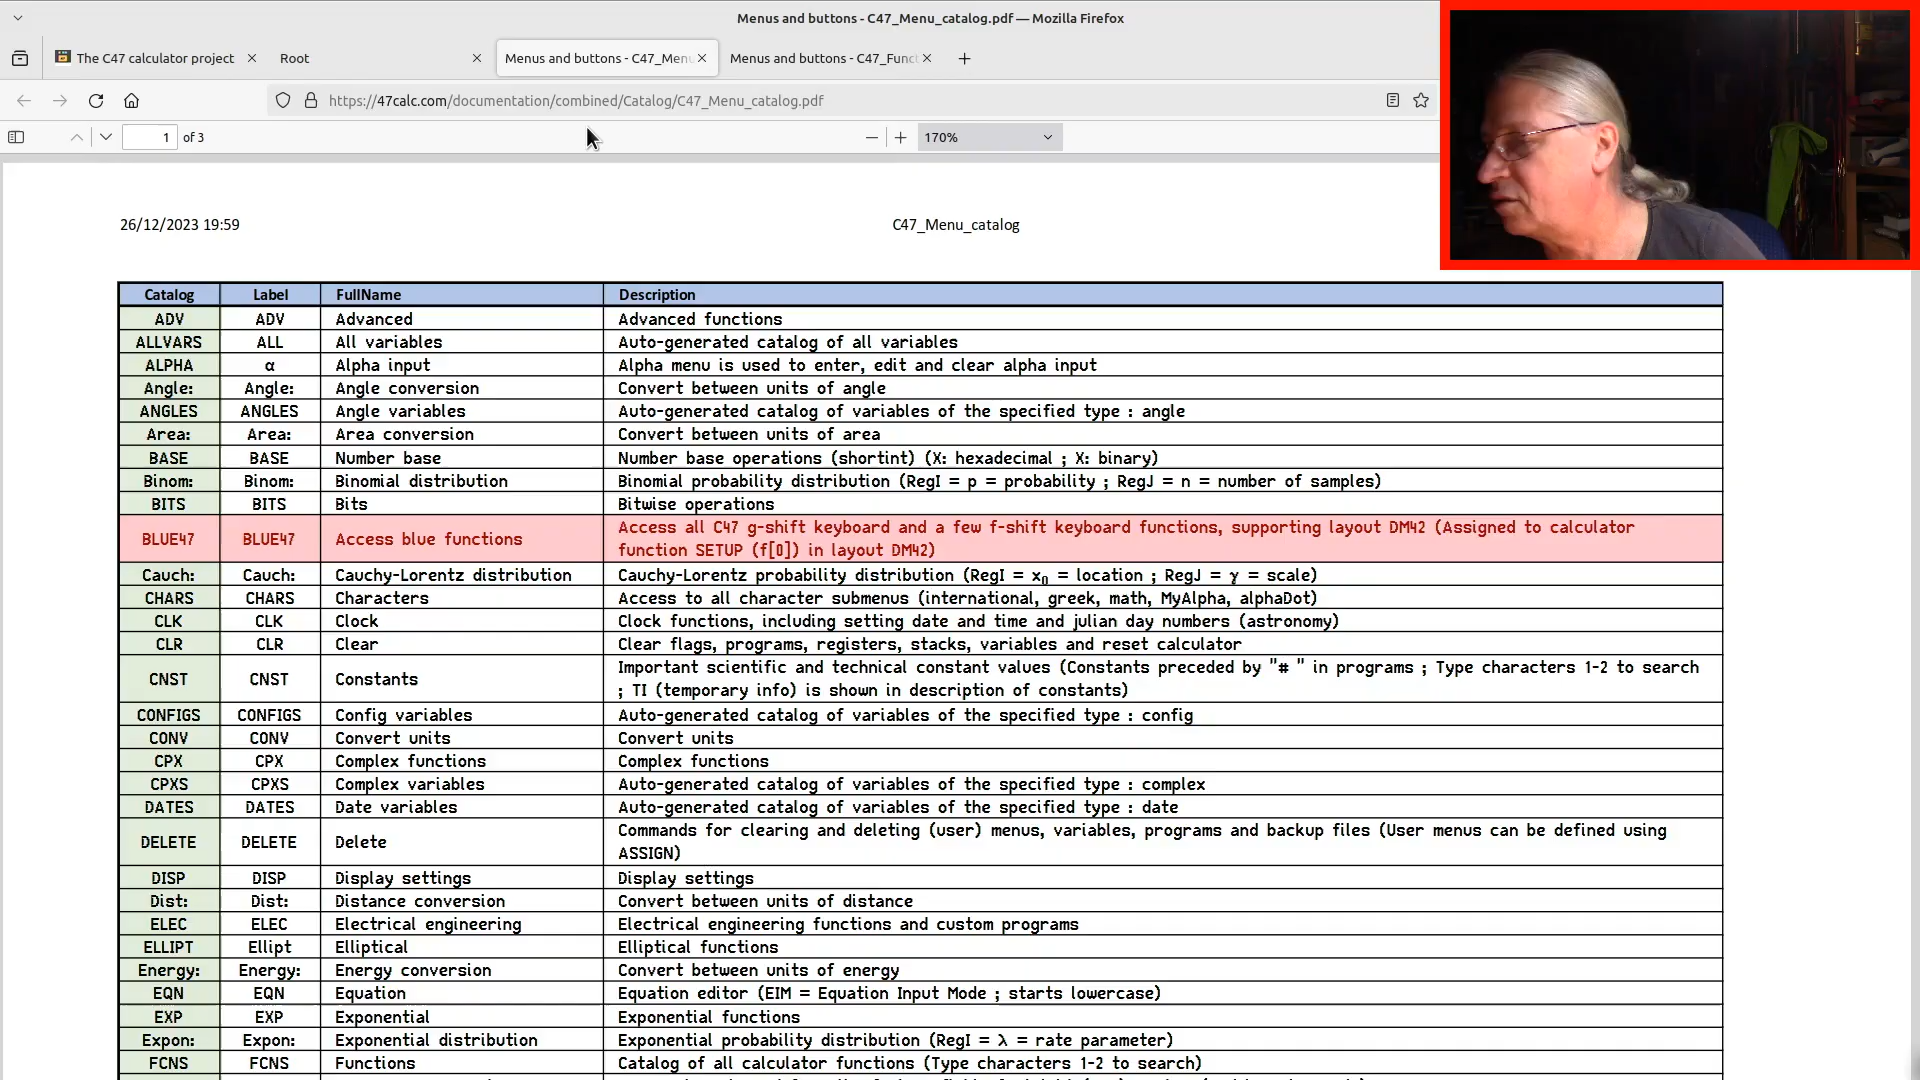 Menus and buttons - C47_Menu_catalog.pdf — Mozilla Firefox
The C47 calculator project
Root
Menus and buttons - C47_Menu
Menus and buttons - C47_Funct
https://47calc.com/documentation/combined/Catalog/C47_Menu_catalog.pdf
1 of 3
170%
26/12/2023 19:59 C47_Menu_catalog
Catalog Label FullName Description
ADV ADV Advanced Advanced functions
ALLVARS ALL All variables Auto-generated catalog of all variables
ALPHA α Alpha input Alpha menu is used to enter, edit and clear alpha input
Angle: Angle: Angle conversion Convert between units of angle
ANGLES ANGLES Angle variables Auto-generated catalog of variables of the specified type : angle
Area: Area: Area conversion Convert between units of area
BASE BASE Number base Number base operations (shortint) (X: hexadecimal ; X: binary)
Binom: Binom: Binomial distribution Binomial probability distribution (RegI = p = probability ; RegJ = n = number of samples)
BITS BITS Bits Bitwise operations
BLUE47 BLUE47 Access blue functions Access all C47 g-shift keyboard and a few f-shift keyboard functions, supporting layout DM42 (Assigned to calculator
function SETUP (f[0]) in layout DM42)
Cauch: Cauch: Cauchy-Lorentz distribution Cauchy-Lorentz probability distribution (RegI = x₀ = location ; RegJ = γ = scale)
CHARS CHARS Characters Access to all character submenus (international, greek, math, MyAlpha, alphaDot)
CLK CLK Clock Clock functions, including setting date and time and julian day numbers (astronomy)
CLR CLR Clear Clear flags, programs, registers, stacks, variables and reset calculator
CNST CNST Constants Important scientific and technical constant values (Constants preceded by "# " in programs ; Type characters 1-2 to search
; TI (temporary info) is shown in description of constants)
CONFIGS CONFIGS Config variables Auto-generated catalog of variables of the specified type : config
CONV CONV Convert units Convert units
CPX CPX Complex functions Complex functions
CPXS CPXS Complex variables Auto-generated catalog of variables of the specified type : complex
DATES DATES Date variables Auto-generated catalog of variables of the specified type : date
DELETE DELETE Delete Commands for clearing and deleting (user) menus, variables, programs and backup files (User menus can be defined using
ASSIGN)
DISP DISP Display settings Display settings
Dist: Dist: Distance conversion Convert between units of distance
ELEC ELEC Electrical engineering Electrical engineering functions and custom programs
ELLIPT Ellipt Elliptical Elliptical functions
Energy: Energy: Energy conversion Convert between units of energy
EQN EQN Equation Equation editor (EIM = Equation Input Mode ; starts lowercase)
EXP EXP Exponential Exponential functions
Expon: Expon: Exponential distribution Exponential probability distribution (RegI = λ = rate parameter)
FCNS FCNS Functions Catalog of all calculator functions (Type characters 1-2 to search)